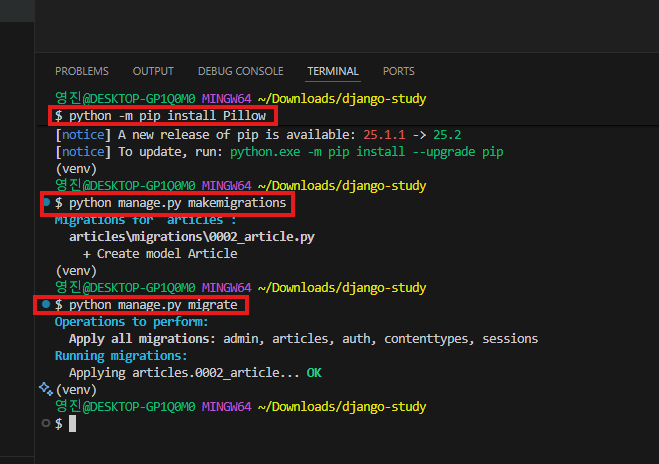 PROBLEMS OUTPUT DEBUG CONSOLE TERMINAL PORTS
영진@DESKTOP-GP1Q0M0 MINGW64 ~/Downloads/django-study
$ python -m pip install Pillow
[notice] A new release of pip is available: 25.1.1 -> 25.2
[notice] To update, run: python.exe -m pip install --upgrade pip
(venv)
영진@DESKTOP-GP1Q0M0 MINGW64 ~/Downloads/django-study
$ python manage.py makemigrations
Migrations for 'articles':
articles\migrations\0002_article.py
+ Create model Article
(venv)
영진@DESKTOP-GP1Q0M0 MINGW64 ~/Downloads/django-study
$ python manage.py migrate
Operations to perform:
Apply all migrations: admin, articles, auth, contenttypes, sessions
Running migrations:
Applying articles.0002_article... OK
(venv)
영진@DESKTOP-GP1Q0M0 MINGW64 ~/Downloads/django-study
$